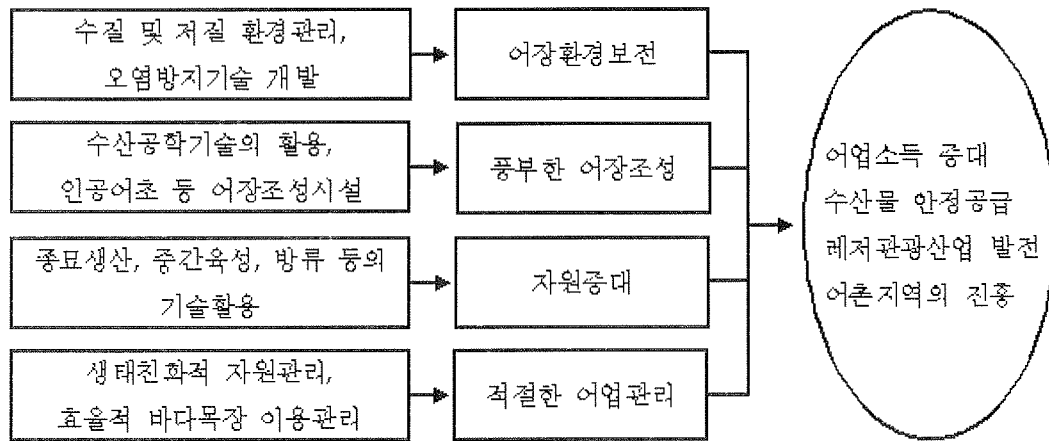 수질 및 저질 환경관리,
오염방지기술 개발
어장환경보전
수산공학기술의 활용,
인공어초 등 어장조성시설
풍부한 어장조성
종묘생산, 중간육성, 방류 등의
기술활용
자원증대
생태친화적 자원관리,
효율적 바다목장 이용관리
적절한 어업관리
어업소득 증대
수산물 안정공급
레저관광산업 발전
어촌지역의 진흥